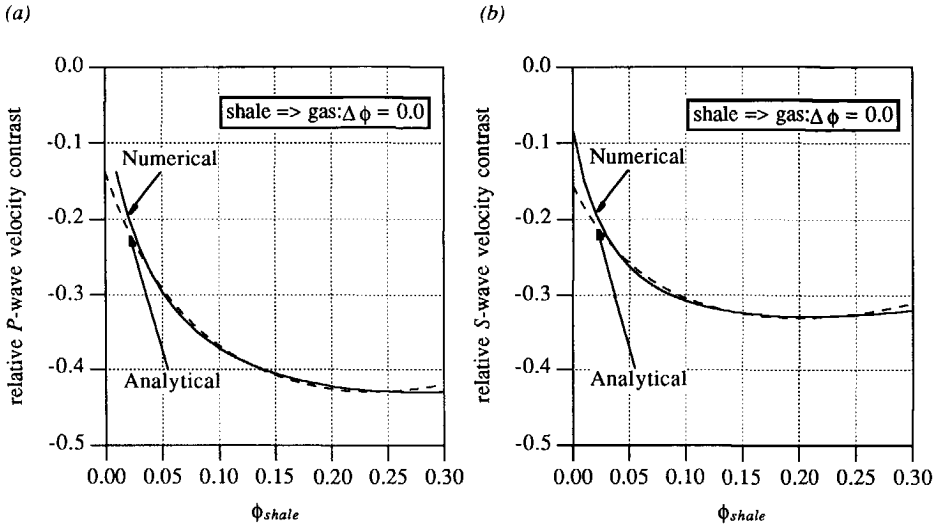 (a)
relative P-wave velocity contrast
0.0
-0.1
-0.2
-0.3
-0.4
-0.5
shale => gas:Δ ϕ = 0.0
Numerical
Analytical
0.00 0.05 0.10 0.15 0.20 0.25 0.30
ϕshale
(b)
relative S-wave velocity contrast
0.0
-0.1
-0.2
-0.3
-0.4
-0.5
shale => gas:Δ ϕ = 0.0
Numerical
Analytical
0.00 0.05 0.10 0.15 0.20 0.25 0.30
ϕshale